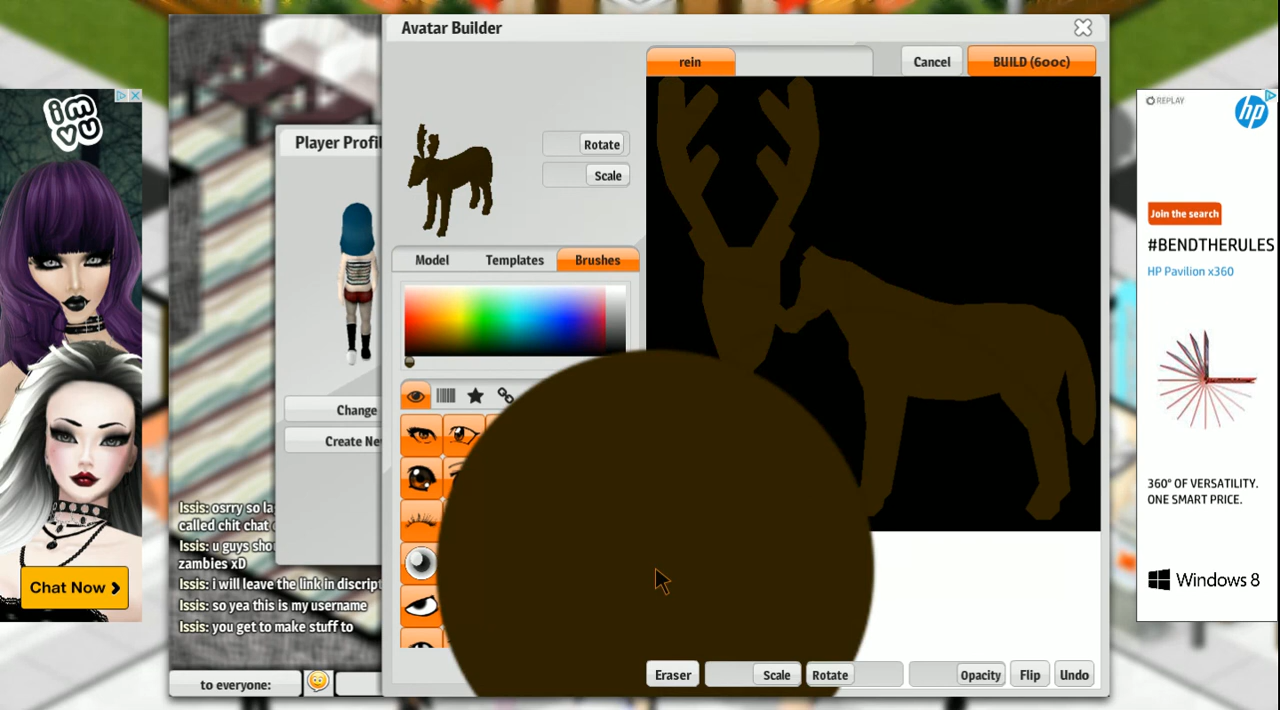 Avatar Builder
rein
Cancel
BUILD (600c)
imvu
REPLAY
hp
Player Profil
Rotate
Scale
Model
Templates
Brushes
Join the search
#BENDTHERULES
HP Pavilion x360
Change
Create Ne
360° OF VERSATILITY.
ONE SMART PRICE.
Issis: osrry so la
called chit chat
Issis: u guys sho
zambies xD
Issis: i will leave the link in discript
Issis: so yea this is my username
Issis: you get to make stuff to
Chat Now
Windows 8
to everyone:
Eraser
Scale
Rotate
Opacity
Flip
Undo